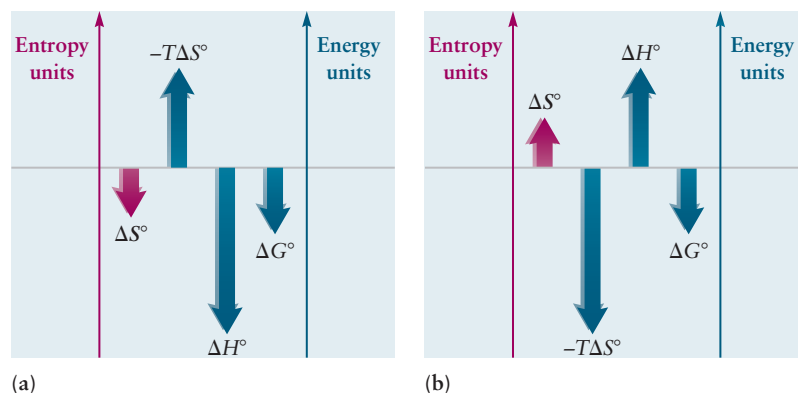 Entropy
units
–TΔS°
Energy
units
ΔS°
ΔG°
ΔH°
(a)
Entropy
units
ΔS°
ΔH°
Energy
units
ΔG°
–TΔS°
(b)